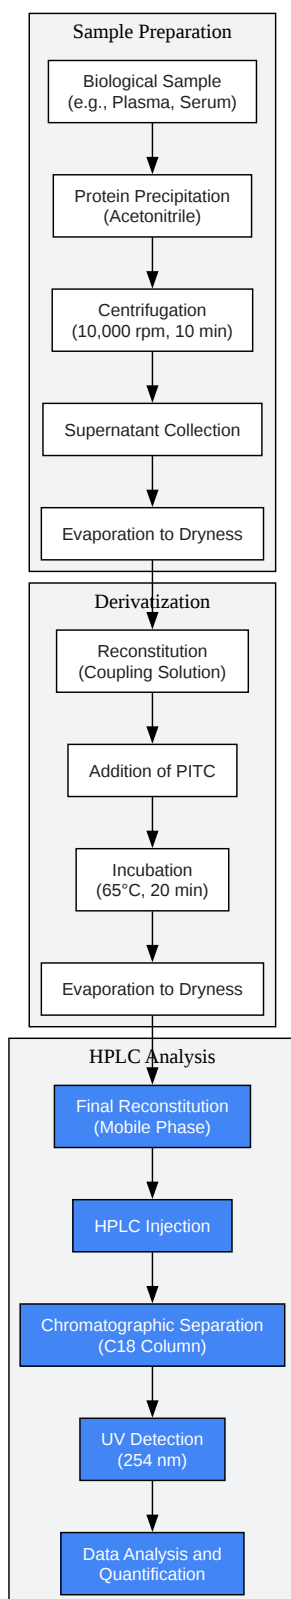 Sample Preparation
Biological Sample
(e.g., Plasma, Serum)
Protein Precipitation
(Acetonitrile)
Centrifugation
(10,000 rpm, 10 min)
Supernatant Collection
Evaporation to Dryness
Derivatization
Reconstitution
(Coupling Solution)
Addition of PITC
Incubation
(65°C, 20 min)
Evaporation to Dryness
HPLC Analysis
Final Reconstitution
(Mobile Phase)
HPLC Injection
Chromatographic Separation
(C18 Column)
UV Detection
(254 nm)
Data Analysis and
Quantification